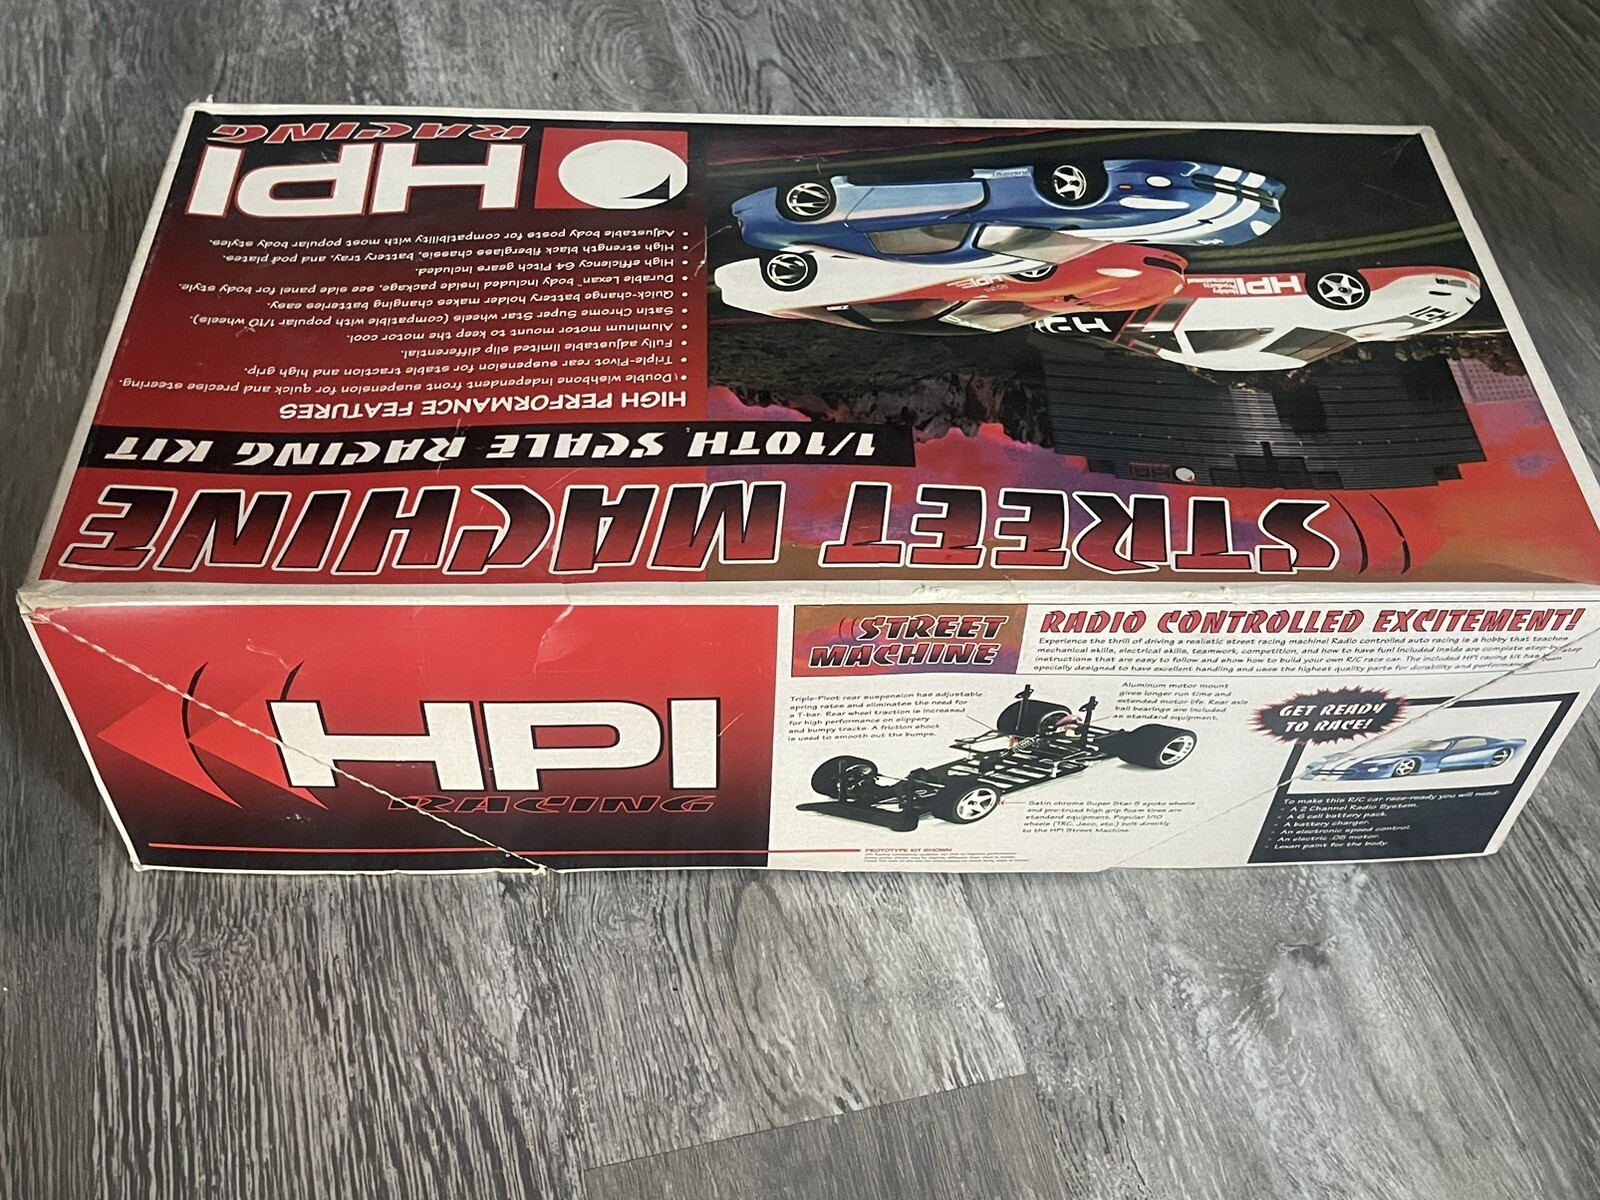 STREET MACHINE
1/10TH SCALE RACING KIT
HIGH PERFORMANCE FEATURES
• Double wishbone independent front suspension for quick and precise steering.
• Triple-Pivot rear suspension for stable traction and high grip.
• Fully adjustable limited slip differential.
• Aluminum motor mount to keep the motor cool.
• Satin Chrome Super Star wheels (compatible with popular 1/10 wheels).
• Quick-change battery holder makes changing batteries easy.
• Durable Lexan body included inside package, see side panel for body style.
• High efficiency 64 Pitch gears included.
• High strength black fiberglass chassis, battery tray, and pod plates.
• Adjustable body posts for compatibility with most popular body styles.
HPI
RACING
HPI
HPI
HPI
RACING
STREET
MACHINE
RADIO CONTROLLED EXCITEMENT!
Experience the thrill of driving a realistic street racing machine! Radio controlled auto racing is a hobby that teaches
mechanical skills, electrical skills, teamwork, competition, and how to have fun! Included inside are complete step-by-step
instructions that are easy to follow and show how to build your own R/C race car. The included HPI racing kit has been
specially designed to have excellent handling and uses the highest quality parts for durability and performance.
Triple-Pivot rear suspension has adjustable
spring rates and eliminates the need for
a T-bar. Rear wheel traction is increased
for high performance on slippery
and bumpy tracks. A friction shock
is used to smooth out the bumps.
Aluminum motor mount
gives longer run time and
extended motor life. Rear axle
ball bearings are included
as standard equipment.
Satin chrome Super Star 5 spoke wheels
and pre-trued high grip foam tires are
standard equipment. Popular 1/10
wheels (TRC, Jaco, etc.) bolt directly
to the HPI Street Machine.
PROTOTYPE KIT SHOWN
GET READY
TO RACE!
To make this R/C car race-ready you will need:
- A 2 Channel Radio System.
- A 6 cell battery pack.
- A battery charger.
- An electronic speed control.
- An electric .05 motor.
- Lexan paint for the body.